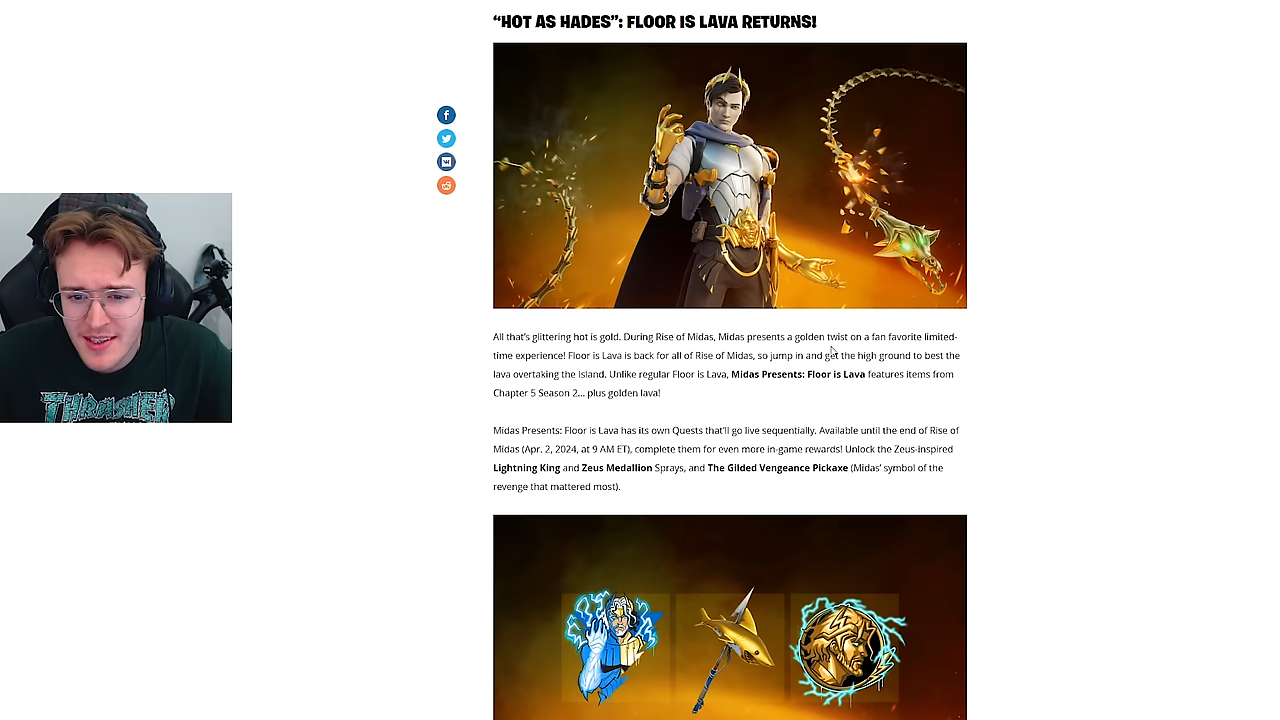 “HOT AS HADES”: FLOOR IS LAVA RETURNS!
All that's glittering hot is gold. During Rise of Midas, Midas presents a golden twist on a fan favorite limited-
time experience! Floor is Lava is back for all of Rise of Midas, so jump in and get the high ground to best the
lava overtaking the Island. Unlike regular Floor is Lava, Midas Presents: Floor is Lava features items from
Chapter 5 Season 2... plus golden lava!
Midas Presents: Floor is Lava has its own Quests that'll go live sequentially. Available until the end of Rise of
Midas (Apr. 2, 2024, at 9 AM ET), complete them for even more in-game rewards! Unlock the Zeus-inspired
Lightning King and Zeus Medallion Sprays, and The Gilded Vengeance Pickaxe (Midas' symbol of the
revenge that mattered most).
THRASHER